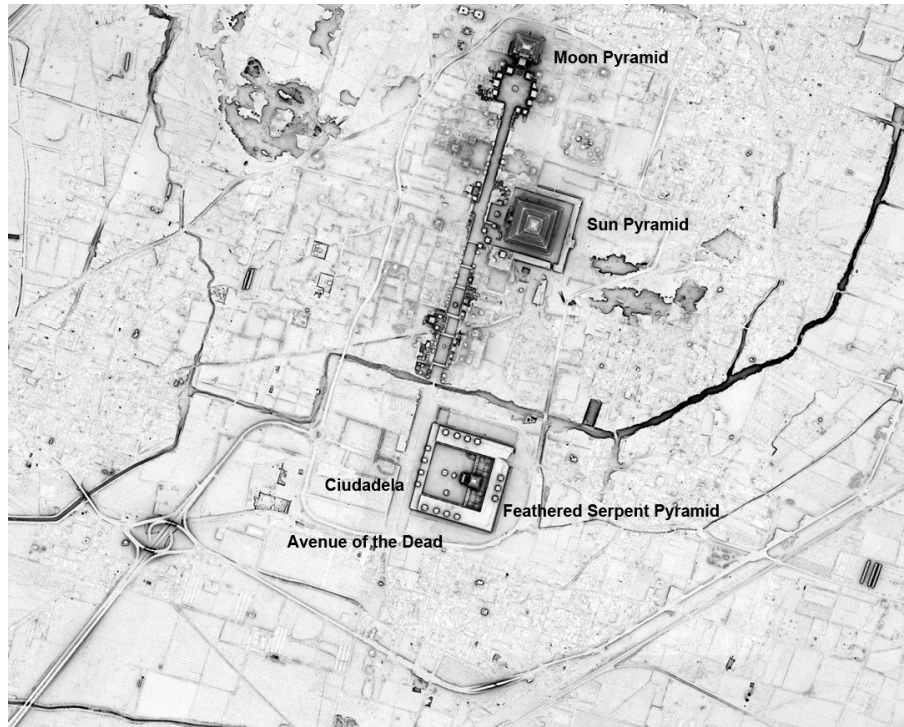 Moon Pyramid
Sun Pyramid
Ciudadela
Feathered Serpent Pyramid
Avenue of the Dead